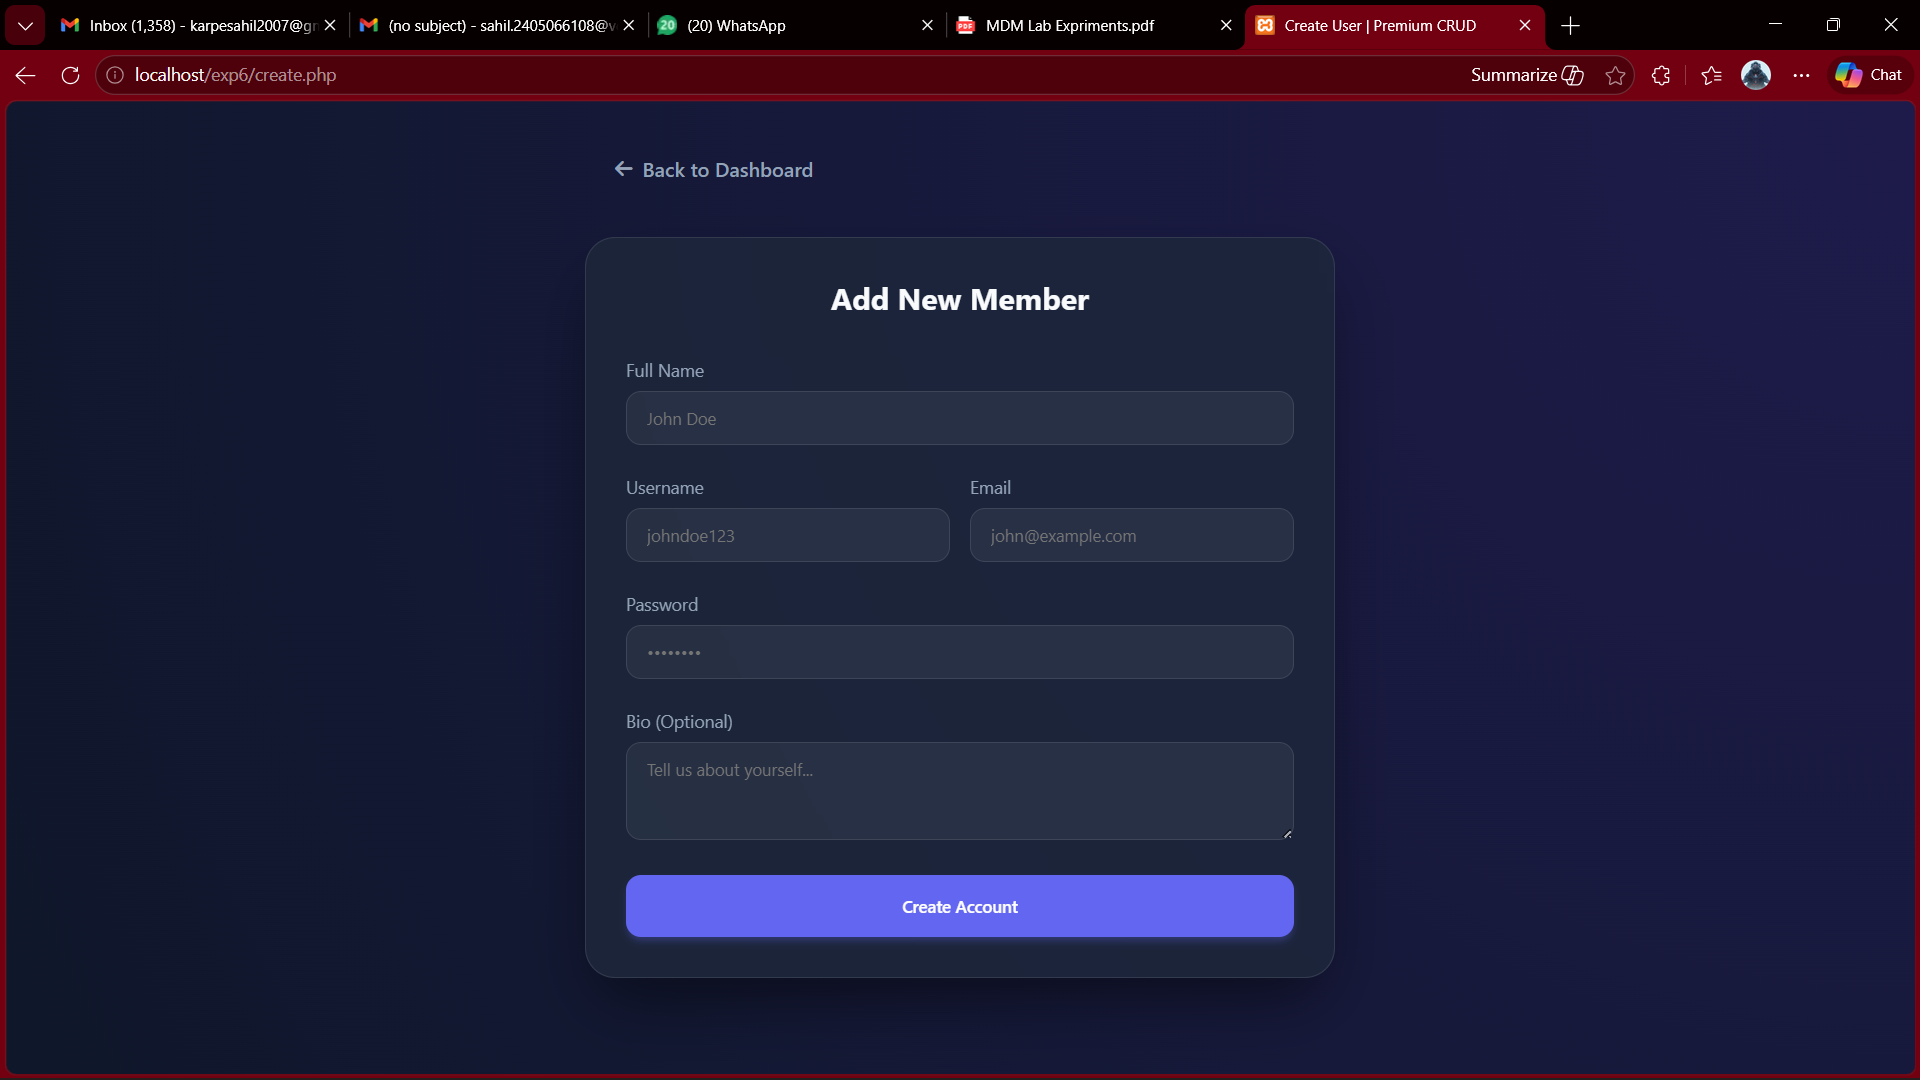 Inbox (1,358) - karpesahil2007@gm
(no subject) - sahil.2405066108@v
20
(20) WhatsApp
PDF
MDM Lab Expriments.pdf
Create User | Premium CRUD
localhost/exp6/create.php
Summarize
Chat
Back to Dashboard
Add New Member
Full Name
John Doe
Username
Email
johndoe123
john@example.com
Password
••••••••
Bio (Optional)
Tell us about yourself...
Create Account